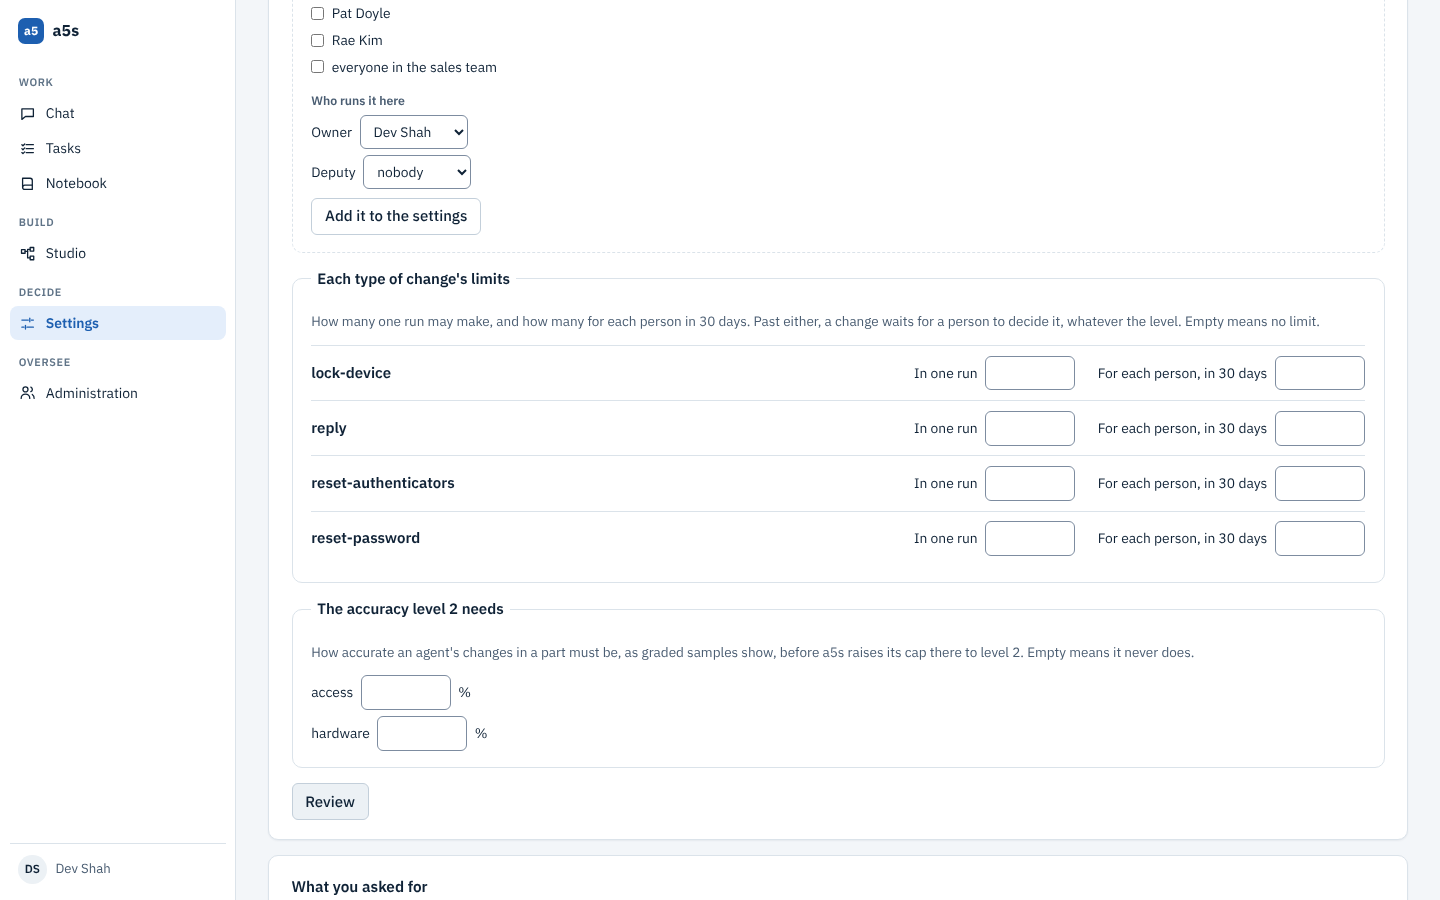 a5 a5s
WORK
Chat
Tasks
Notebook
BUILD
Studio
DECIDE
Settings
OVERSEE
Administration
DS Dev Shah
Pat Doyle
Rae Kim
everyone in the sales team
Who runs it here
Owner Dev Shah
Deputy nobody
Add it to the settings
Each type of change's limits
How many one run may make, and how many for each person in 30 days. Past either, a change waits for a person to decide it, whatever the level. Empty means no limit.
lock-device In one run For each person, in 30 days
reply In one run For each person, in 30 days
reset-authenticators In one run For each person, in 30 days
reset-password In one run For each person, in 30 days
The accuracy level 2 needs
How accurate an agent's changes in a part must be, as graded samples show, before a5s raises its cap there to level 2. Empty means it never does.
access %
hardware %
Review
What you asked for